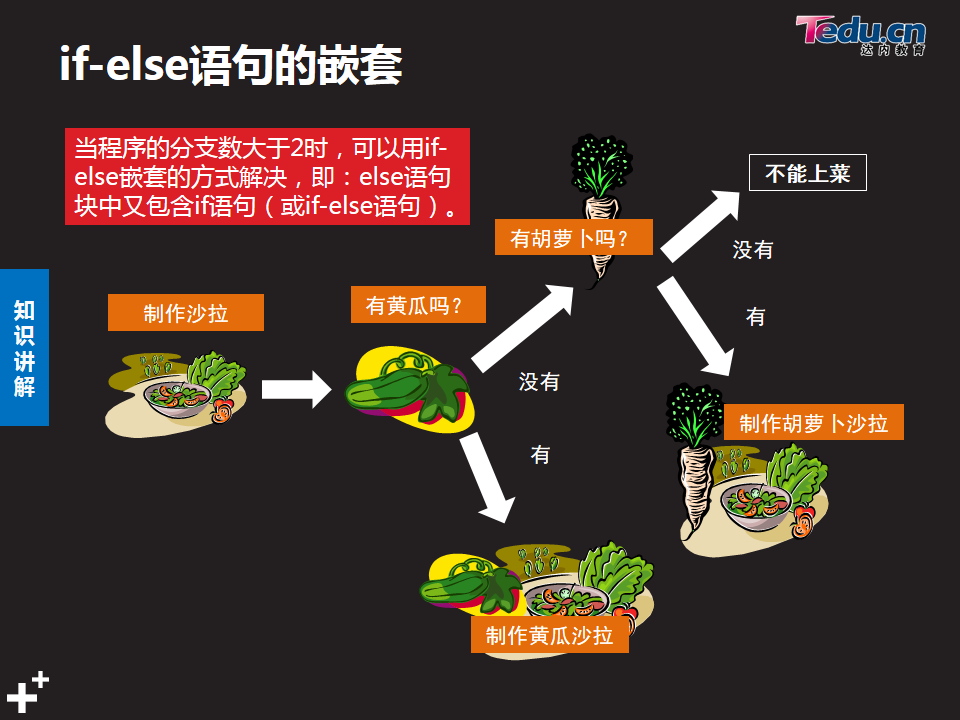 Tedu.cn
达内教育
if-else语句的嵌套
当程序的分支数大于2时，可以用if-
else嵌套的方式解决，即：else语句
块中又包含if语句（或if-else语句）。
不能上菜
有胡萝卜吗？
没有
知识讲解
制作沙拉
有黄瓜吗？
有
没有
制作胡萝卜沙拉
有
制作黄瓜沙拉